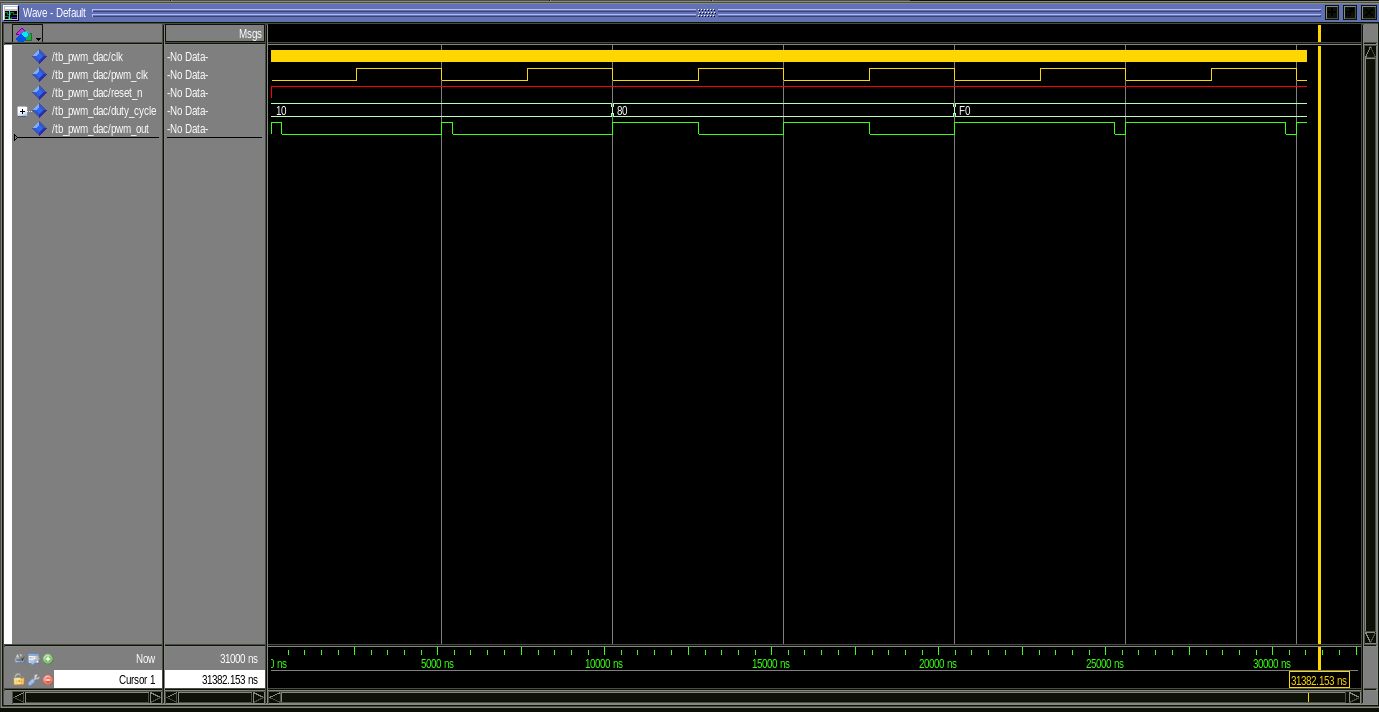 Wave - Default
Msgs
/tb_pwm_dac/clk -No Data-
/tb_pwm_dac/pwm_clk -No Data-
/tb_pwm_dac/reset_n -No Data-
/tb_pwm_dac/duty_cycle -No Data- 10 80 F0
/tb_pwm_dac/pwm_out -No Data-
Now 31000 ns 0 ns 5000 ns 10000 ns 15000 ns 20000 ns 25000 ns 30000 ns
Cursor 1 31382.153 ns 31382.153 ns